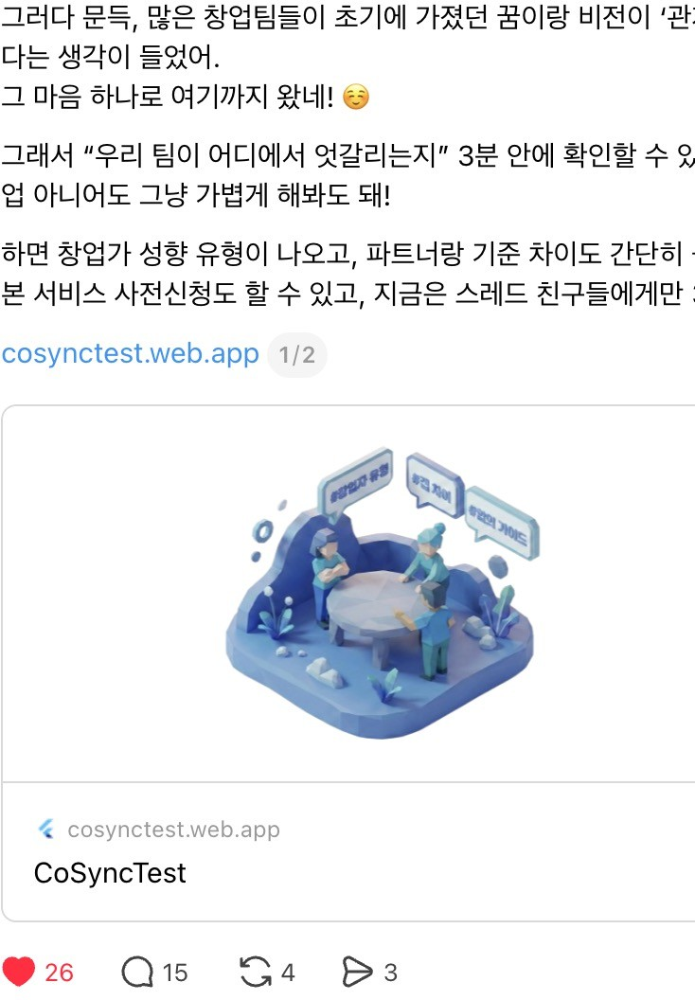 그러다 문득, 많은 창업팀들이 초기에 가졌던 꿈이랑 비전이 ‘관
다는 생각이 들었어.
그 마음 하나로 여기까지 왔네! ☺️
그래서 “우리 팀이 어디에서 엇갈리는지” 3분 안에 확인할 수 있
업 아니어도 그냥 가볍게 해봐도 돼!
하면 창업가 성향 유형이 나오고, 파트너랑 기준 차이도 간단히
본 서비스 사전신청도 할 수 있고, 지금은 스레드 친구들에게만
cosynctest.web.app 1/2
#창업자 유형
#집 차이
#합의 가이드
cosynctest.web.app
CoSyncTest
26 15 4 3